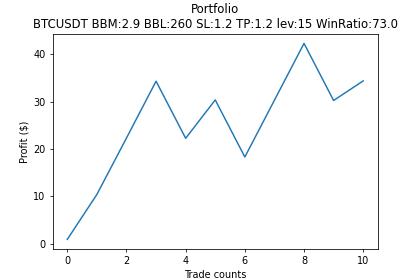 Portfolio
BTCUSDT BBM:2.9 BBL:260 SL:1.2 TP:1.2 lev:15 WinRatio:73.0
40
30
20
10
0
Profit ($)
0 2 4 6 8 10
Trade counts